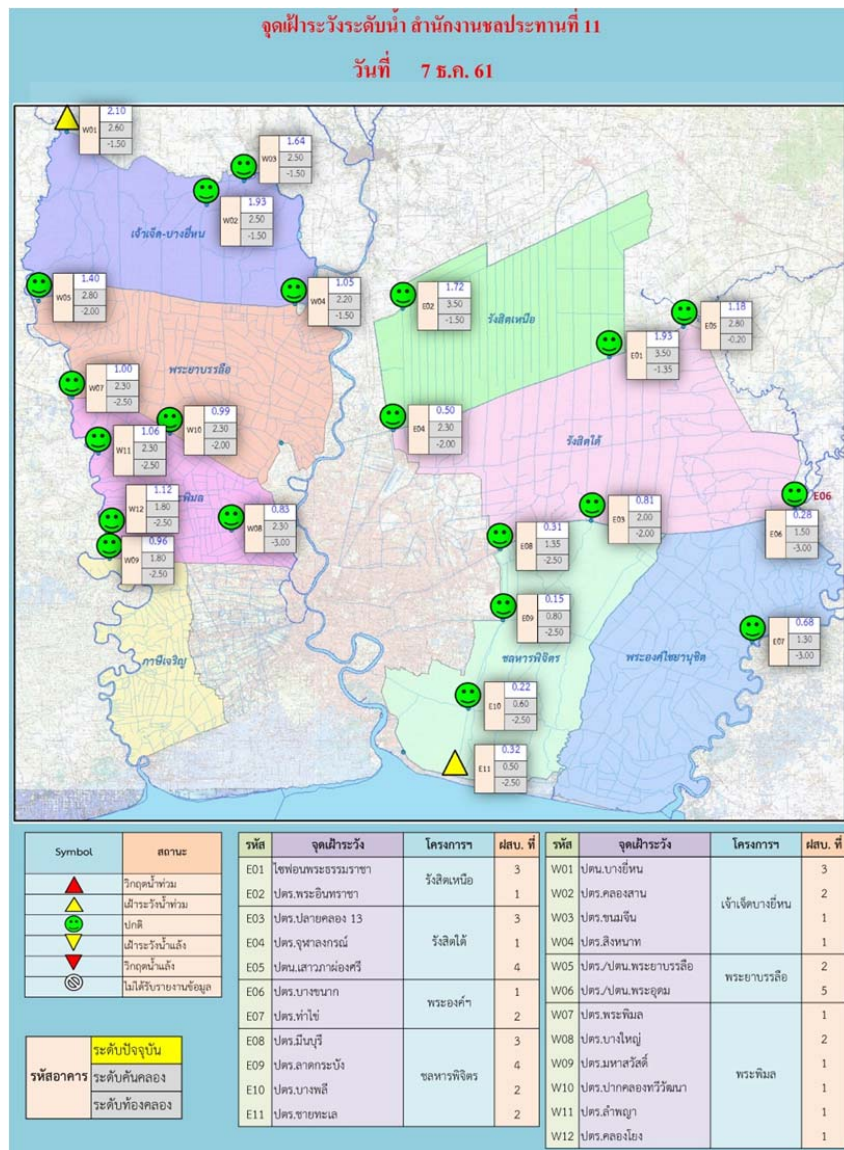 จุดเฝ้าระวังระดับน้ำ สำนักงานชลประทานที่ 11
วันที่ 7 ธ.ค. 61
W01 2.10 2.60 -1.50
W03 1.64 2.50 -1.50
W02 1.93 2.50 -1.50
เจ้าเจ็ด-บางยี่หน
W05 1.40 2.80 -2.00
W04 1.05 2.20 -1.50
E02 1.72 3.50 -1.50
รังสิตเหนือ
E05 1.18 2.80 -0.20
E01 1.93 3.50 -1.35
พระยาบรรลือ
W07 1.00 2.30 -2.50
W10 0.99 2.30 -2.00
E04 0.50 2.30 -2.00
รังสิตใต้
W11 1.06 2.30 -2.50
W12 1.12 1.80 -2.50
ะพิมล
W08 0.83 2.30 -3.00
E03 0.81 2.00 -2.00
E06
E06 0.28 1.50 -3.00
W09 0.96 1.80 -2.50
E08 0.31 1.35 -2.50
E09 0.15 0.80 -2.50
E07 0.68 1.30 -3.00
ภาษีเจริญ
ชลหารพิจิตร
พระองค์ไชยานุชิต
E10 0.22 0.60 -2.50
E11 0.32 0.50 -2.50
Symbol สถานะ
วิกฤตน้ำท่วม
เฝ้าระวังน้ำท่วม
ปกติ
เฝ้าระวังน้ำแล้ง
วิกฤตน้ำแล้ง
ไม่ได้รับรายงานข้อมูล
รหัสอาคาร
ระดับปัจจุบัน
ระดับคันคลอง
ระดับท้องคลอง
รหัส จุดเฝ้าระวัง โครงการฯ ฝสบ. ที่
E01 ไซฟอนพระธรรมราชา รังสิตเหนือ 3
E02 ปตร.พระอินทราชา 1
E03 ปตร.ปลายคลอง 13 รังสิตใต้ 3
E04 ปตร.จุฬาลงกรณ์ 1
E05 ปตน.เสาวภาผ่องศรี 4
E06 ปตร.บางขนาก พระองค์ฯ 1
E07 ปตร.ท่าไข่ 2
E08 ปตร.มีนบุรี ชลหารพิจิตร 3
E09 ปตร.ลาดกระบัง 4
E10 ปตร.บางพลี 2
E11 ปตร.ชายทะเล 2
รหัส จุดเฝ้าระวัง โครงการฯ ฝสบ. ที่
W01 ปตน.บางยี่หน เจ้าเจ็ดบางยี่หน 3
W02 ปตร.คลองสาน 2
W03 ปตร.ขนมจีน 1
W04 ปตร.สิงหนาท 1
W05 ปตร./ปตน.พระยาบรรลือ พระยาบรรลือ 2
W06 ปตร./ปตน.พระอุดม 5
W07 ปตร.พระพิมล พระพิมล 1
W08 ปตร.บางใหญ่ 2
W09 ปตร.มหาสวัสดิ์ 1
W10 ปตร.ปากคลองทวีวัฒนา 1
W11 ปตร.ลำพญา 1
W12 ปตร.คลองโยง 1